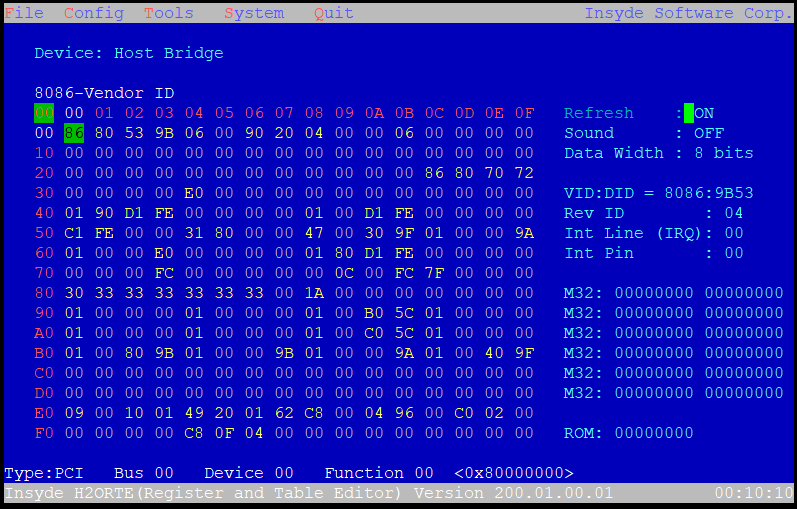 File Config Tools System Quit Insyde Software Corp.
Device: Host Bridge
8086-Vendor ID
00 00 01 02 03 04 05 06 07 08 09 0A 0B 0C 0D 0E 0F Refresh : ON
00 86 80 53 9B 06 00 90 20 04 00 00 06 00 00 00 00 Sound : OFF
10 00 00 00 00 00 00 00 00 00 00 00 00 00 00 00 00 Data Width : 8 bits
20 00 00 00 00 00 00 00 00 00 00 00 00 86 80 70 72
30 00 00 00 00 E0 00 00 00 00 00 00 00 00 00 00 00 VID:DID = 8086:9B53
40 01 90 D1 FE 00 00 00 00 01 00 D1 FE 00 00 00 00 Rev ID : 04
50 C1 FE 00 00 31 80 00 00 47 00 30 9F 01 00 00 9A Int Line (IRQ): 00
60 01 00 00 E0 00 00 00 00 01 80 D1 FE 00 00 00 00 Int Pin : 00
70 00 00 00 FC 00 00 00 00 00 0C 00 FC 7F 00 00 00
80 30 33 33 33 33 33 33 00 1A 00 00 00 00 00 00 00 M32: 00000000 00000000
90 01 00 00 00 01 00 00 00 01 00 B0 5C 01 00 00 00 M32: 00000000 00000000
A0 01 00 00 00 01 00 00 00 01 00 C0 5C 01 00 00 00 M32: 00000000 00000000
B0 01 00 80 9B 01 00 00 9B 01 00 00 9A 01 00 40 9F M32: 00000000 00000000
C0 00 00 00 00 00 00 00 00 00 00 00 00 00 00 00 00 M32: 00000000 00000000
D0 00 00 00 00 00 00 00 00 00 00 00 00 00 00 00 00 M32: 00000000 00000000
E0 09 00 10 01 49 20 01 62 C8 00 04 96 00 C0 02 00
F0 00 00 00 00 C8 0F 04 00 00 00 00 00 00 00 00 00 ROM: 00000000
Type:PCI Bus 00 Device 00 Function 00 <0x80000000>
Insyde H2ORTE(Register and Table Editor) Version 200.01.00.01 00:10:10